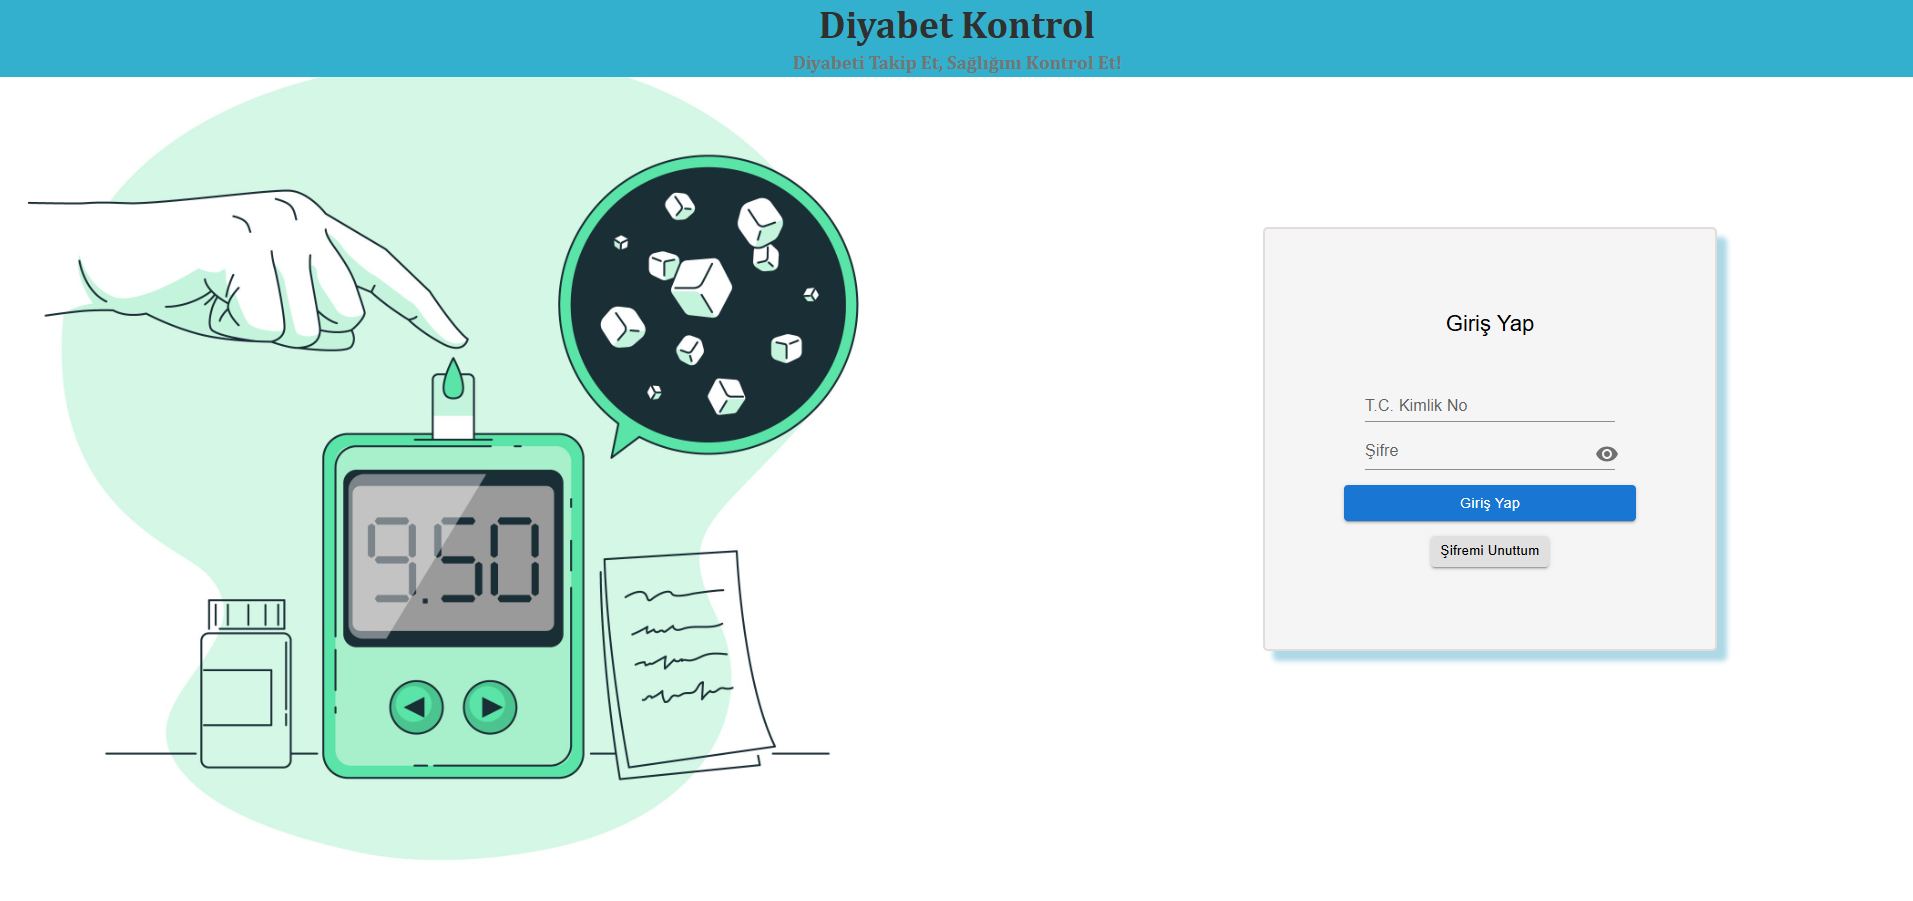 Diyabet Kontrol
Diyabeti Takip Et, Sağlığını Kontrol Et!
9.50
Giriş Yap
T.C. Kimlik No
Şifre
Giriş Yap
Şifremi Unuttum